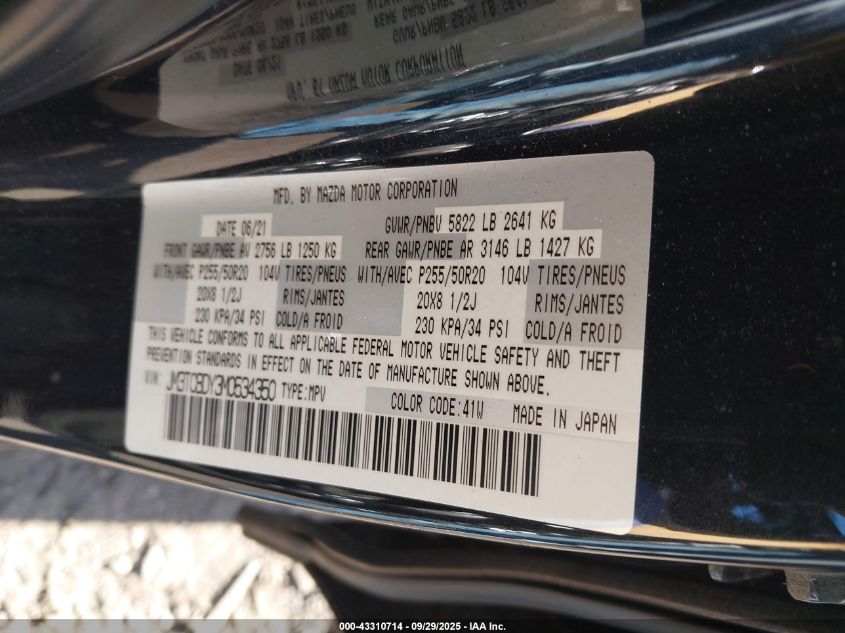 MFD. BY MAZDA MOTOR CORPORATION
DATE 06/21 GVWR/PNBV 5822 LB 2641 KG
FRONT GAWR/PNBE AV 2756 LB 1250 KG REAR GAWR/PNBE AR 3146 LB 1427 KG
WITH/AVEC P255/50R20 104V TIRES/PNEUS WITH/AVEC P255/50R20 104V TIRES/PNEUS
20X8 1/2J RIMS/JANTES 20X8 1/2J RIMS/JANTES
230 KPA/34 PSI COLD/A FROID 230 KPA/34 PSI COLD/A FROID
THIS VEHICLE CONFORMS TO ALL APPLICABLE FEDERAL MOTOR VEHICLE SAFETY AND THEFT
PREVENTION STANDARDS IN EFFECT ON THE DATE OF MANUFACTURE SHOWN ABOVE.
VIN: JM3TCBDY3M0534350 TYPE:MPV
COLOR CODE:41W MADE IN JAPAN
000-43310714 - 09/29/2025 - IAA Inc.